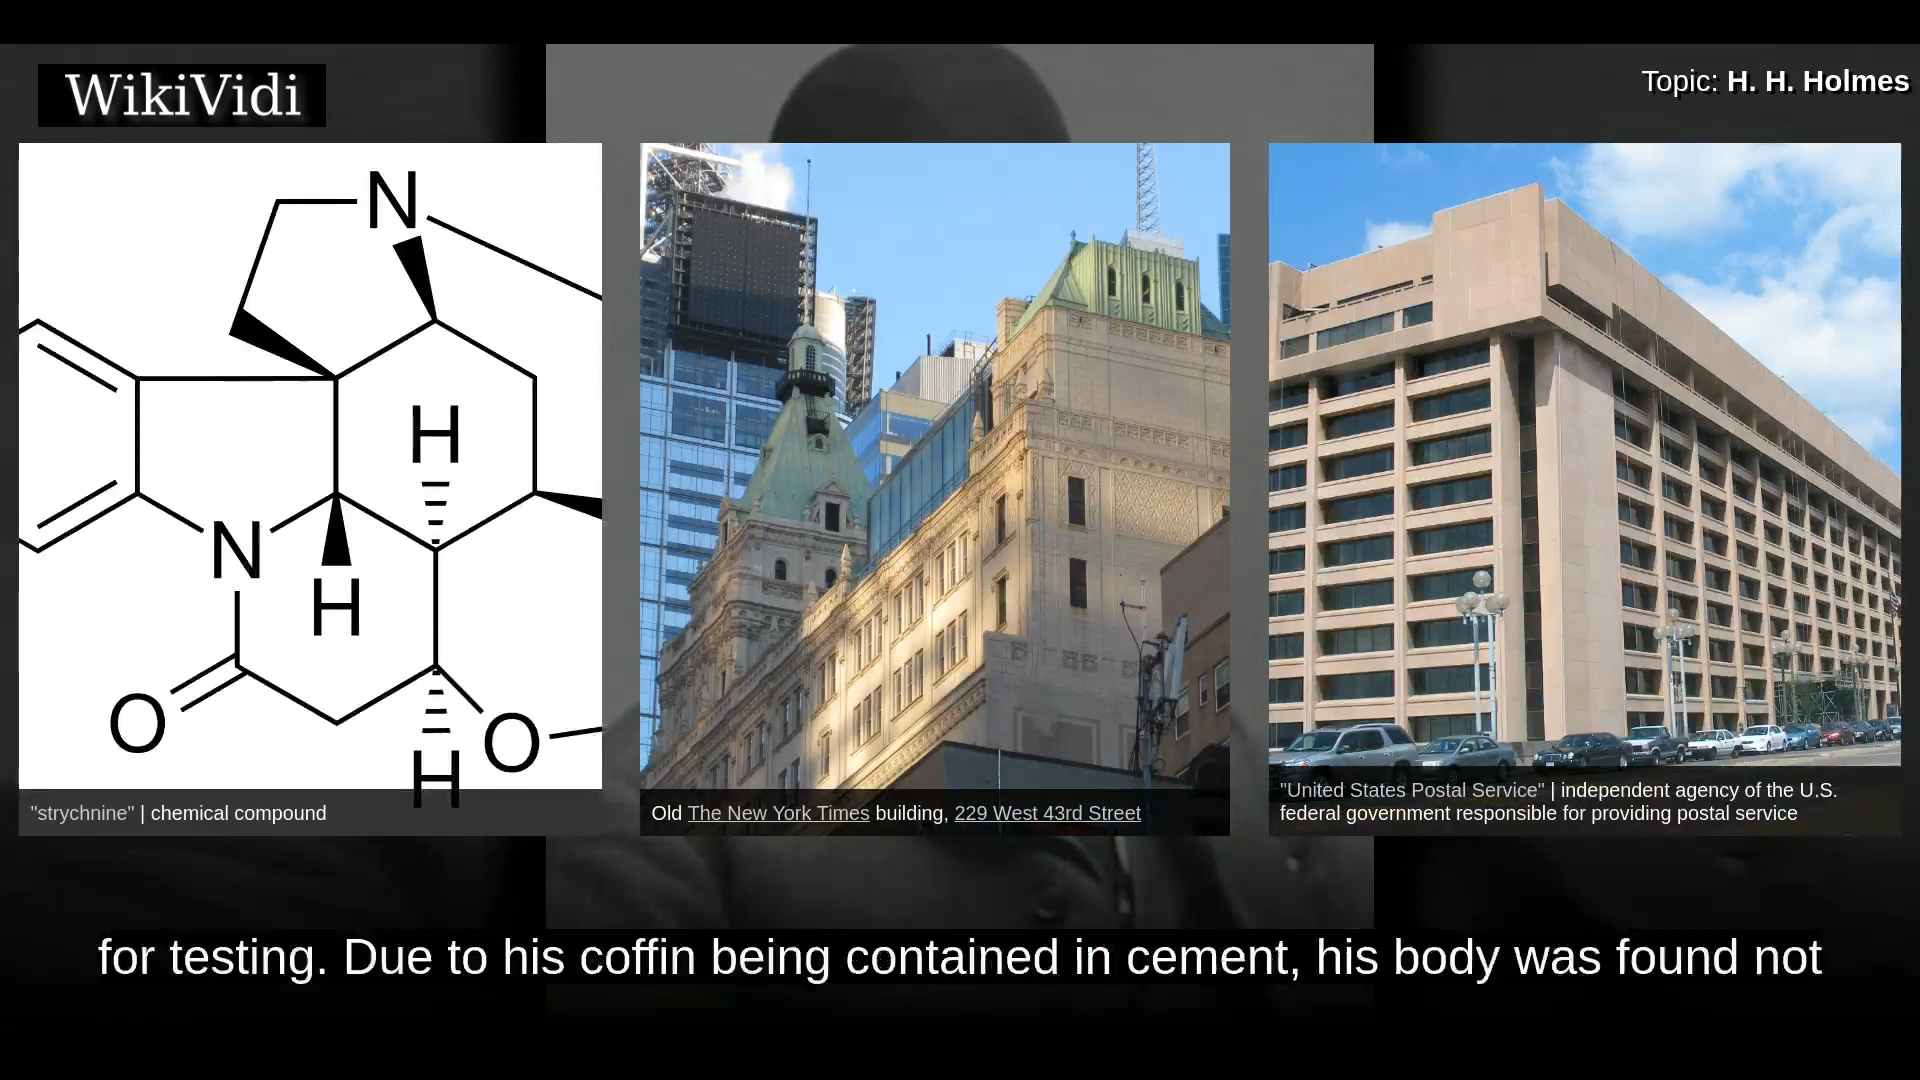 WikiVidi
Topic: H. H. Holmes
N
H
N
H
O
O
H
"strychnine" | chemical compound
Old The New York Times building, 229 West 43rd Street
"United States Postal Service" | independent agency of the U.S.
federal government responsible for providing postal service
for testing. Due to his coffin being contained in cement, his body was found not